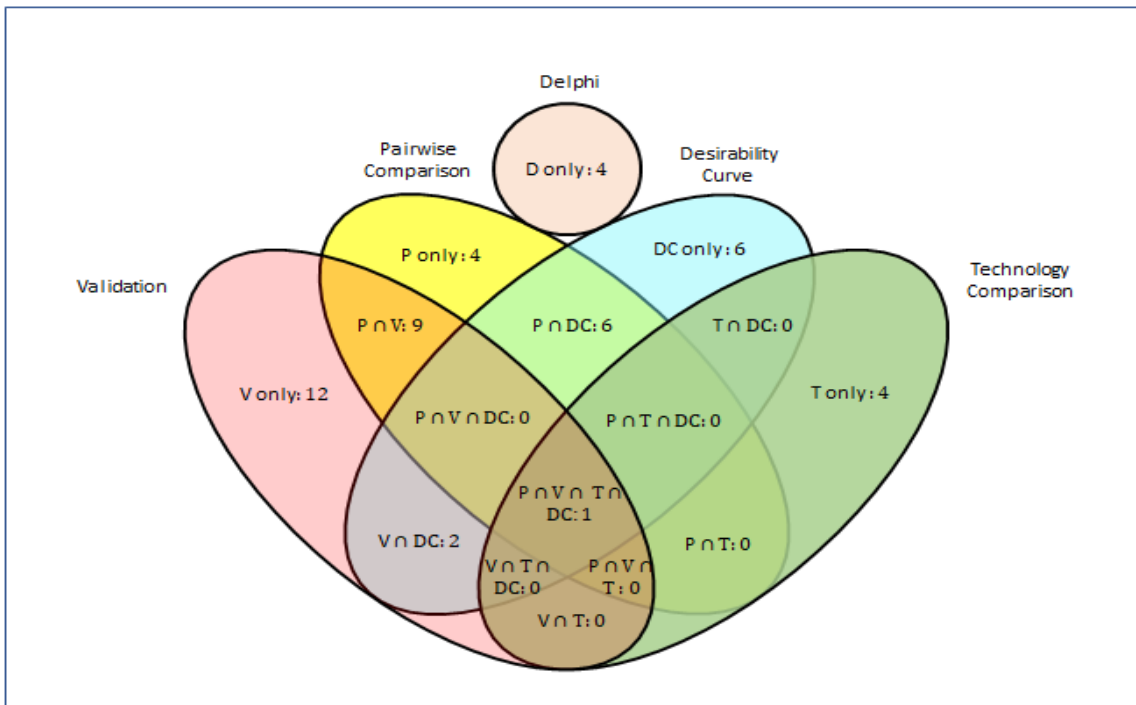 Delphi
D only: 4
Pairwise
Comparison
Desirability
Curve
P only: 4
DC only: 6
Validation
Technology
Comparison
P ∩ V: 9
P ∩ DC: 6
T ∩ DC: 0
V only: 12
T only: 4
P ∩ V ∩ DC: 0
P ∩ T ∩ DC: 0
P ∩ V ∩ T ∩
DC: 1
V ∩ DC: 2
P ∩ T: 0
V ∩ T ∩
DC: 0
P ∩ V ∩
T: 0
V ∩ T: 0